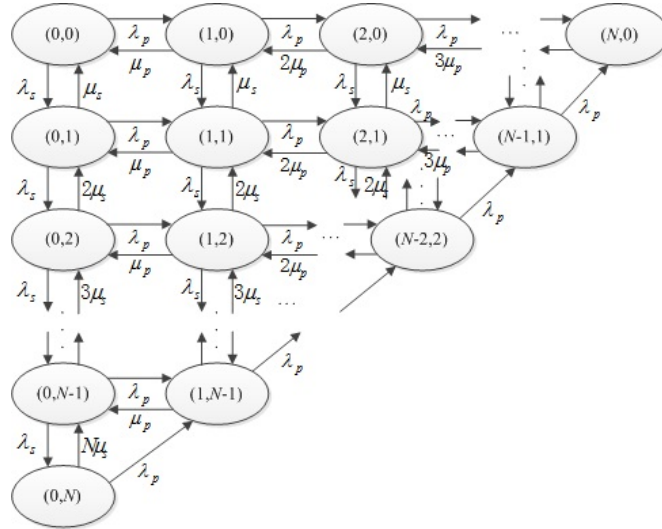 (0,0) λp (1,0) λp (2,0) λp ... (N,0)
μp 2μp 3μp
λs μs λs μs λs μs λp
(0,1) λp (1,1) λp (2,1) λp ... (N-1,1)
μp 2μp 3μp
λs 2μs λs 2μs λs 2μs λp
(0,2) λp (1,2) λp ... (N-2,2)
μp 2μp
λs 3μs λs 3μs ...
λp
(0,N-1) λp (1,N-1)
μp
λs Nμs λp
(0,N)